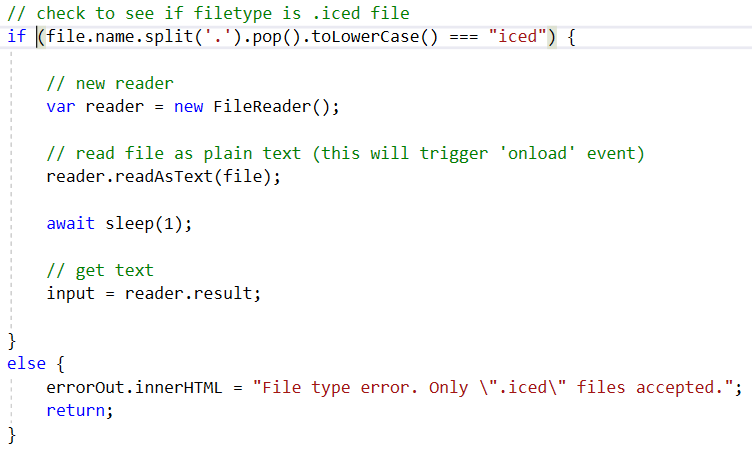 // check to see if filetype is .iced file
if (file.name.split('.').pop().toLowerCase() === "iced") {
// new reader
var reader = new FileReader();
// read file as plain text (this will trigger 'onload' event)
reader.readAsText(file);
await sleep(1);
// get text
input = reader.result;
}
else {
errorOut.innerHTML = "File type error. Only \".iced\" files accepted.";
return;
}